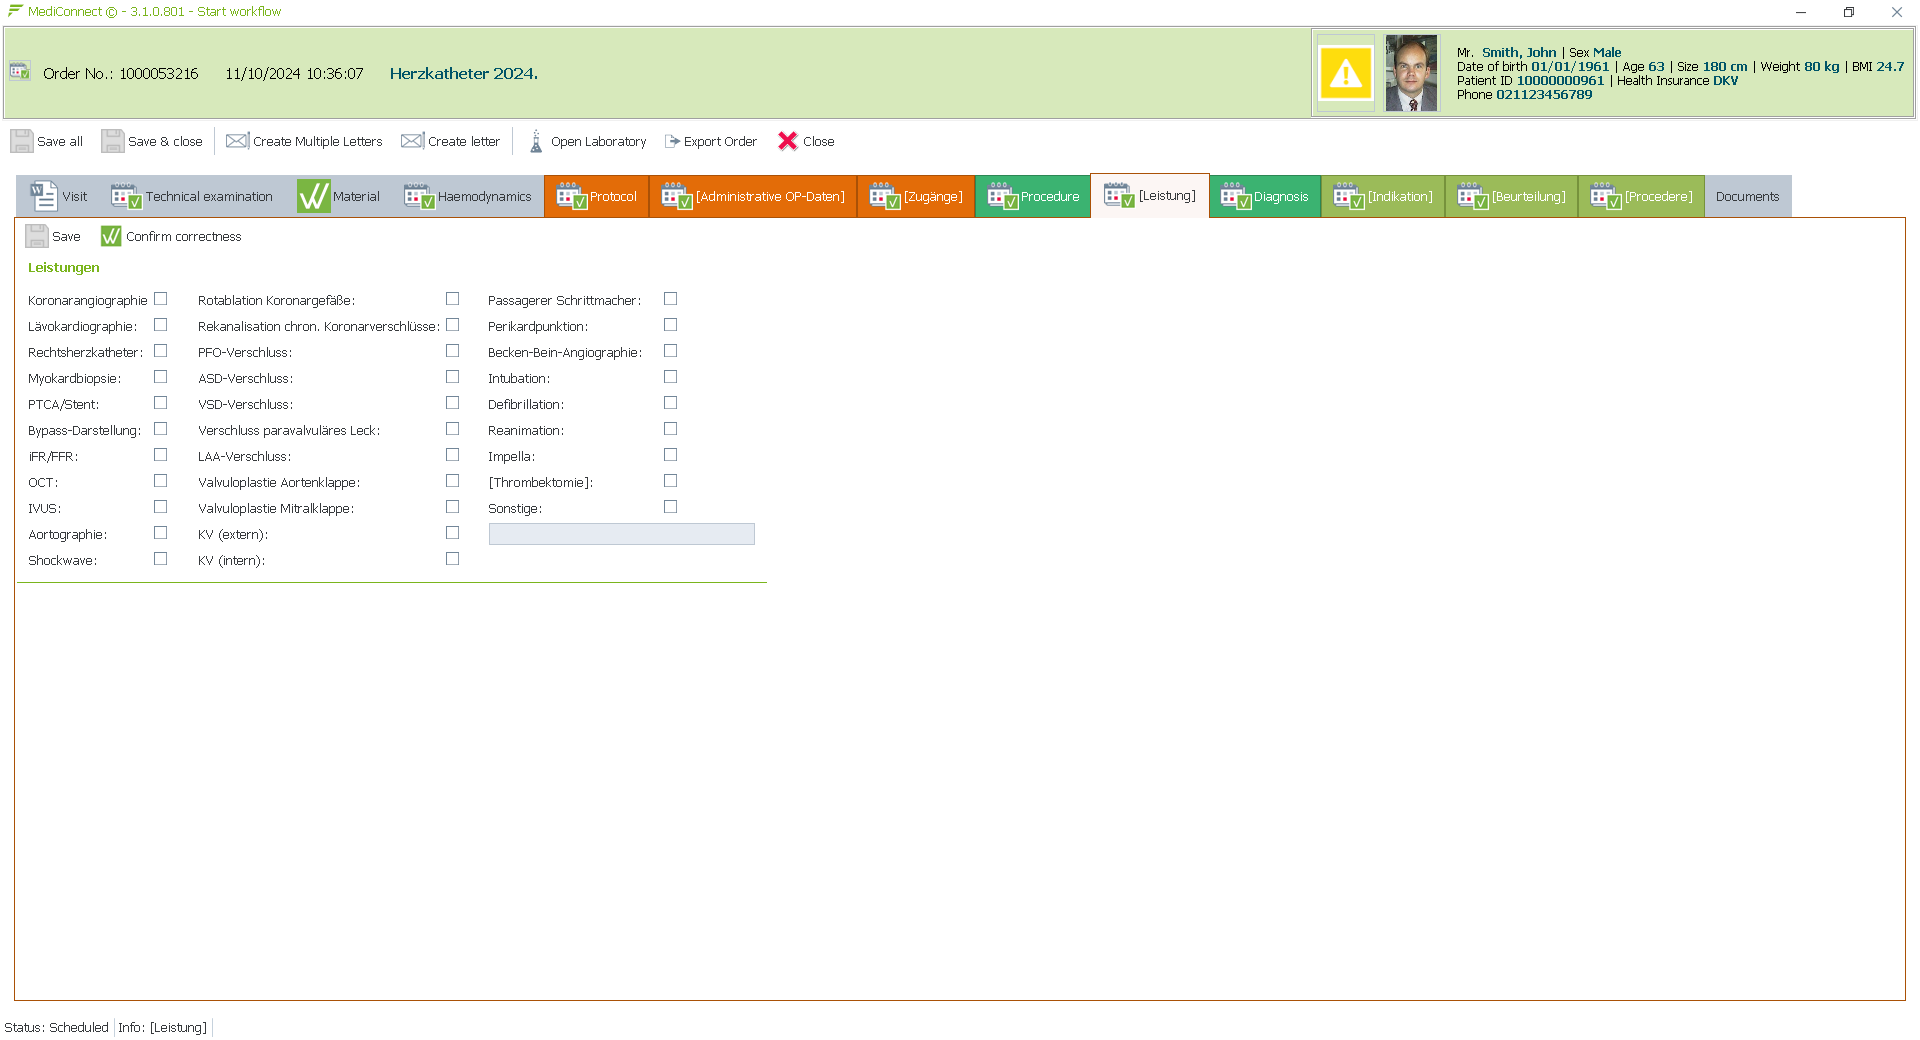 MediConnect © - 3.1.0.801 - Start workflow
Order No.: 1000053216 11/10/2024 10:36:07 Herzkatheter 2024.
Mr. Smith, John | Sex Male
Date of birth 01/01/1961 | Age 63 | Size 180 cm | Weight 80 kg | BMI 24.7
Patient ID 10000000961 | Health Insurance DKV
Phone 021123456789
Save all Save & close Create Multiple Letters Create letter Open Laboratory Export Order Close
Visit Technical examination Material Haemodynamics Protocol [Administrative OP-Daten] [Zugänge] Procedure [Leistung] Diagnosis [Indikation] [Beurteilung] [Procedere] Documents
Save Confirm correctness
Leistungen
Koronarangiographie Rotablation Koronargefäße: Passagerer Schrittmacher:
Lävokardiographie: Rekanalisation chron. Koronarverschlüsse: Perikardpunktion:
Rechtsherzkatheter: PFO-Verschluss: Becken-Bein-Angiographie:
Myokardbiopsie: ASD-Verschluss: Intubation:
PTCA/Stent: VSD-Verschluss: Defibrillation:
Bypass-Darstellung: Verschluss paravalvuläres Leck: Reanimation:
iFR/FFR: LAA-Verschluss: Impella:
OCT: Valvuloplastie Aortenklappe: [Thrombektomie]:
IVUS: Valvuloplastie Mitralklappe: Sonstige:
Aortographie: KV (extern):
Shockwave: KV (intern):
Status: Scheduled Info: [Leistung]